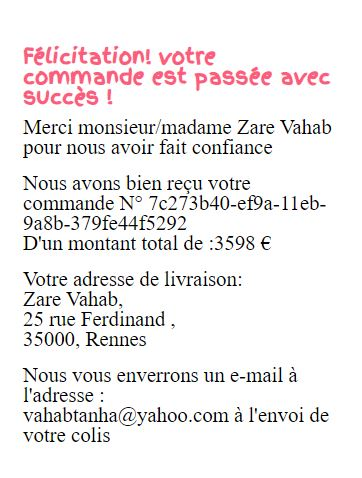 Félicitation! votre
commande est passée avec
succès !
Merci monsieur/madame Zare Vahab
pour nous avoir fait confiance
Nous avons bien reçu votre
commande N° 7c273b40-ef9a-11eb-
9a8b-379fe44f5292
D'un montant total de :3598 €
Votre adresse de livraison:
Zare Vahab,
25 rue Ferdinand ,
35000, Rennes
Nous vous enverrons un e-mail à
l'adresse :
vahabtanha@yahoo.com à l'envoi de
votre colis